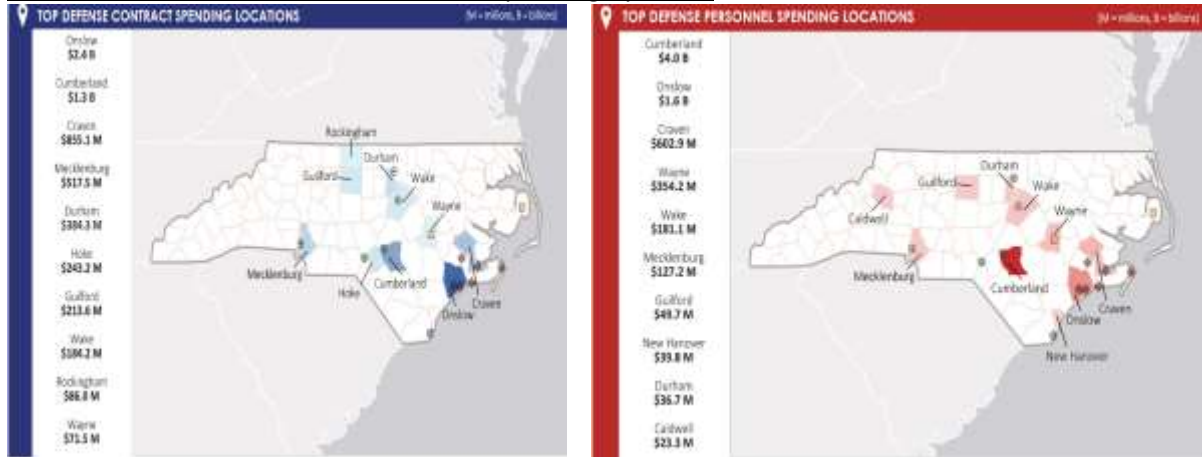 TOP DEFENSE CONTRACT SPENDING LOCATIONS
(M = millions, B = billions)
Onslow
$2.4 B
Cumberland
$1.3 B
Craven
$855.1 M
Mecklenburg
$517.5 M
Durham
$384.3 M
Hoke
$243.2 M
Guilford
$213.6 M
Wake
$184.2 M
Rockingham
$86.8 M
Wayne
$71.5 M
Rockingham
Durham
Guilford
Wake
Wayne
Mecklenburg
Hoke
Cumberland
Craven
Onslow
TOP DEFENSE PERSONNEL SPENDING LOCATIONS
(M = millions, B = billions)
Cumberland
$4.0 B
Onslow
$1.6 B
Craven
$602.9 M
Wayne
$354.2 M
Wake
$181.1 M
Mecklenburg
$127.2 M
Guilford
$49.7 M
New Hanover
$39.8 M
Durham
$36.7 M
Caldwell
$23.3 M
Durham
Guilford
Wake
Caldwell
Wayne
Mecklenburg
Cumberland
Craven
Onslow
New Hanover